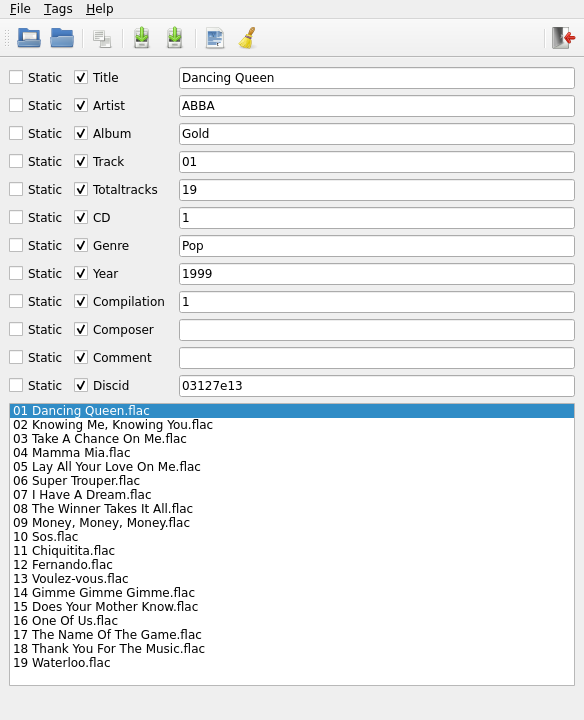 File Tags Help
Static Title Dancing Queen
Static Artist ABBA
Static Album Gold
Static Track 01
Static Totaltracks 19
Static CD 1
Static Genre Pop
Static Year 1999
Static Compilation 1
Static Composer
Static Comment
Static Discid 03127e13
01 Dancing Queen.flac
02 Knowing Me, Knowing You.flac
03 Take A Chance On Me.flac
04 Mamma Mia.flac
05 Lay All Your Love On Me.flac
06 Super Trouper.flac
07 I Have A Dream.flac
08 The Winner Takes It All.flac
09 Money, Money, Money.flac
10 Sos.flac
11 Chiquitita.flac
12 Fernando.flac
13 Voulez-vous.flac
14 Gimme Gimme Gimme.flac
15 Does Your Mother Know.flac
16 One Of Us.flac
17 The Name Of The Game.flac
18 Thank You For The Music.flac
19 Waterloo.flac